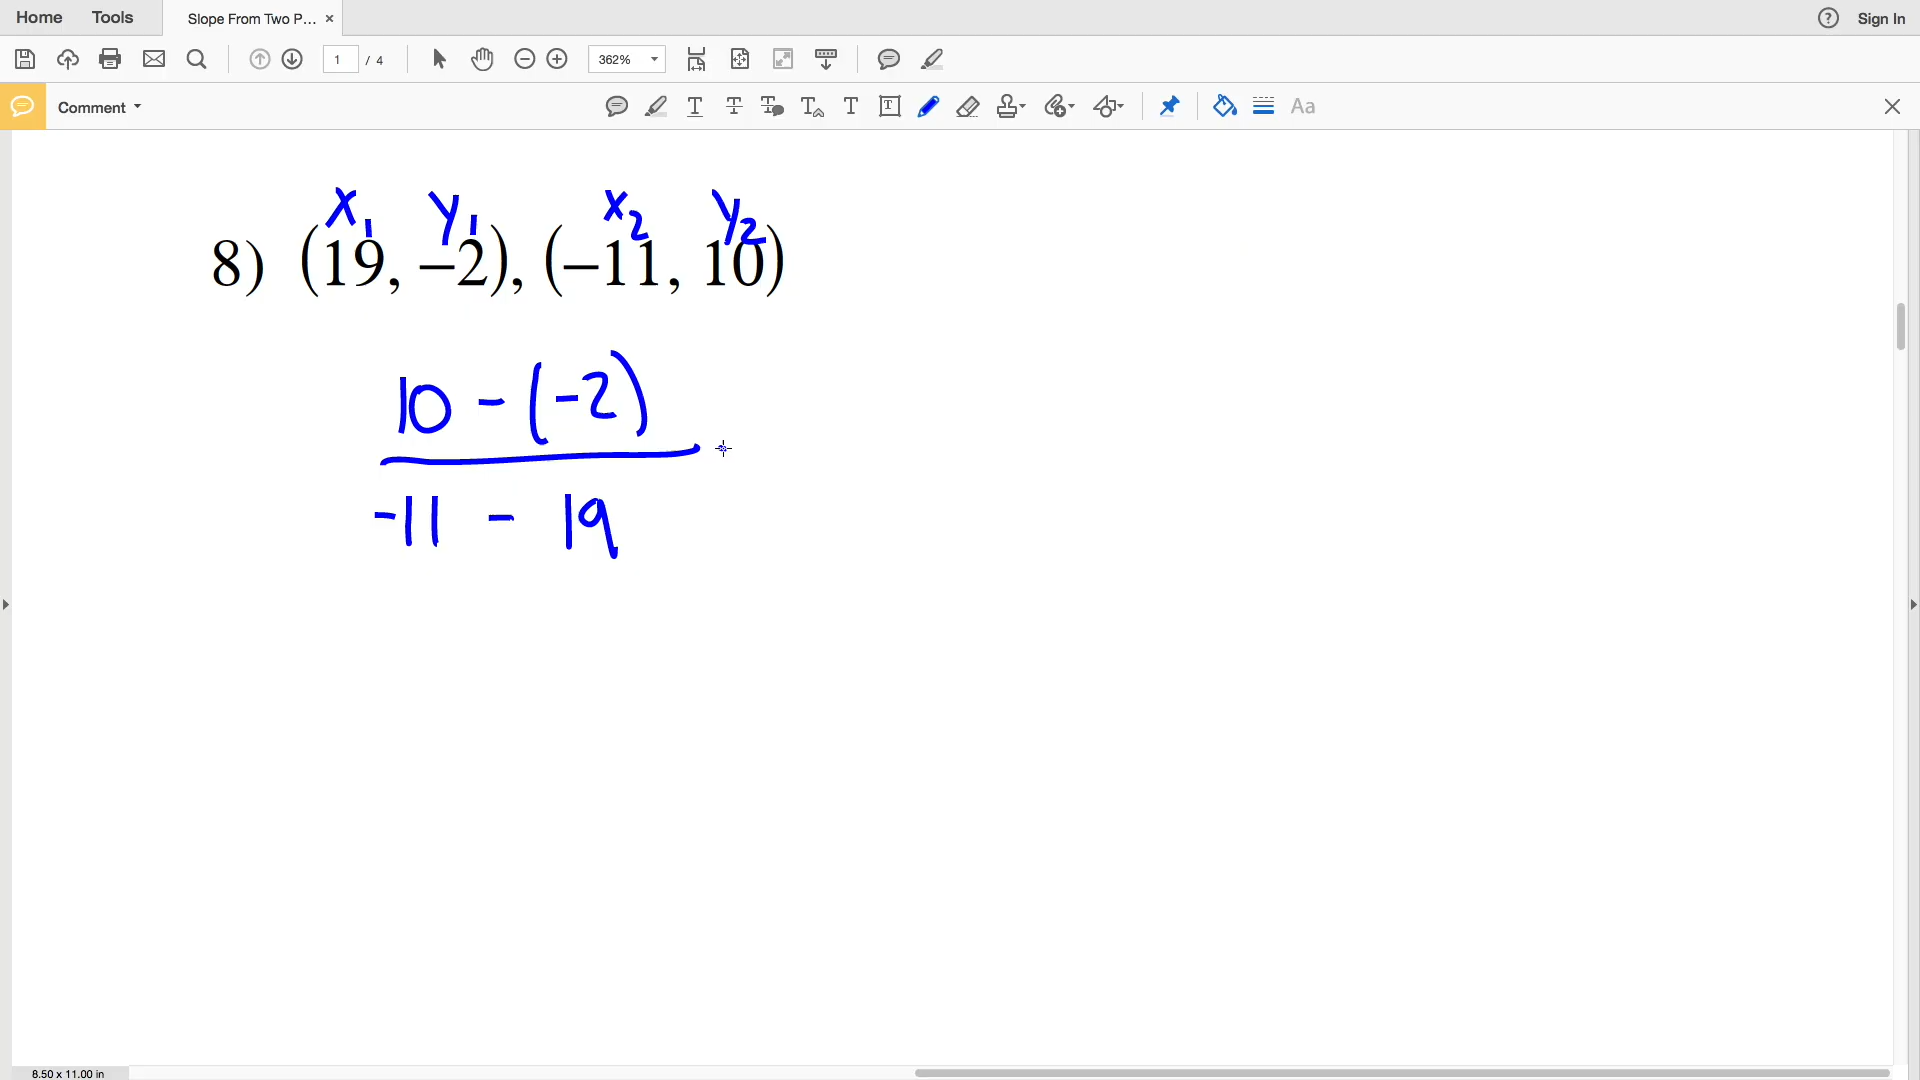 Home Tools Slope From Two P... × ? Sign In
1 / 4 362%
Comment T T T T T T Aa
x₁ y₁ x₂ y₂
8) (19, −2), (−11, 10)
10 - (-2)
-11 - 19
8.50 x 11.00 in